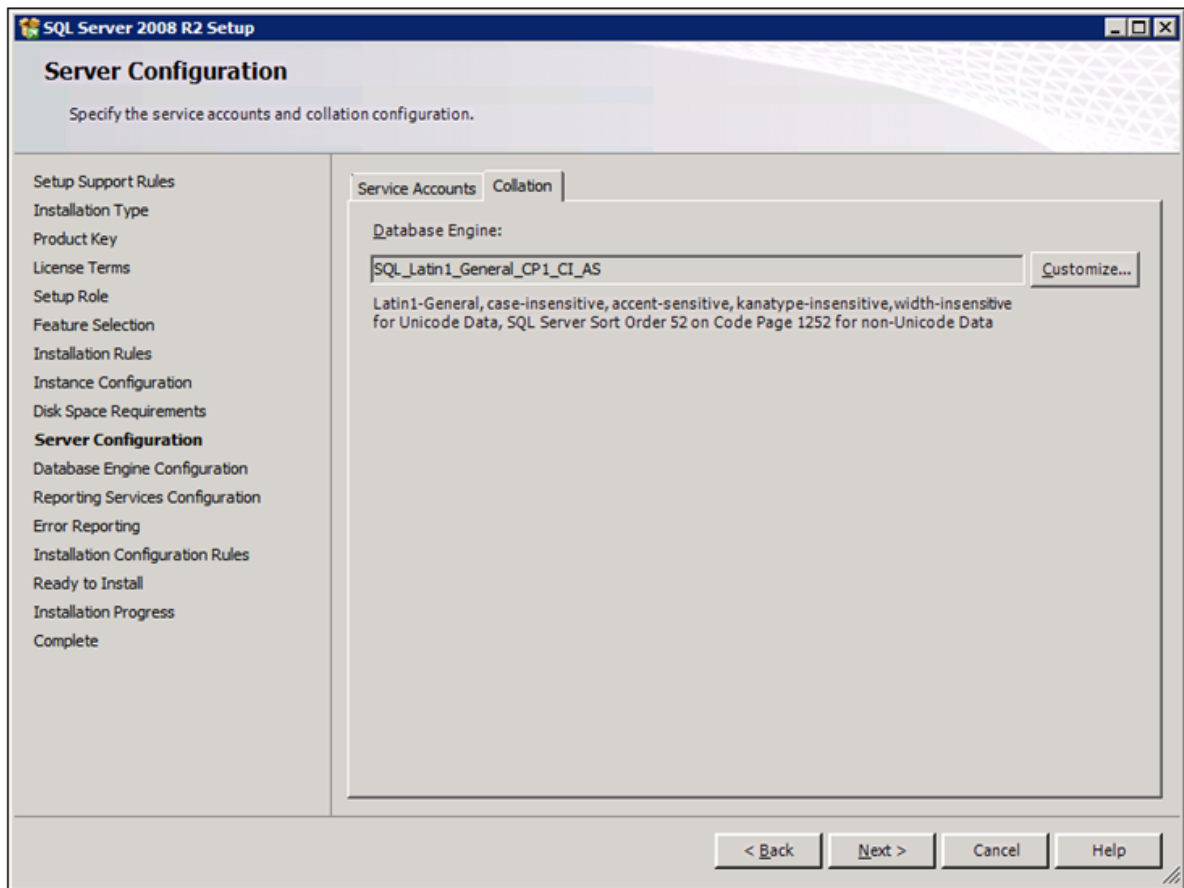 SQL Server 2008 R2 Setup
Server Configuration
Specify the service accounts and collation configuration.
Setup Support Rules
Installation Type
Product Key
License Terms
Setup Role
Feature Selection
Installation Rules
Instance Configuration
Disk Space Requirements
Server Configuration
Database Engine Configuration
Reporting Services Configuration
Error Reporting
Installation Configuration Rules
Ready to Install
Installation Progress
Complete
Service Accounts Collation
Database Engine:
SQL_Latin1_General_CP1_CI_AS Customize...
Latin1-General, case-insensitive, accent-sensitive, kanatype-insensitive, width-insensitive
for Unicode Data, SQL Server Sort Order 52 on Code Page 1252 for non-Unicode Data
< Back Next > Cancel Help